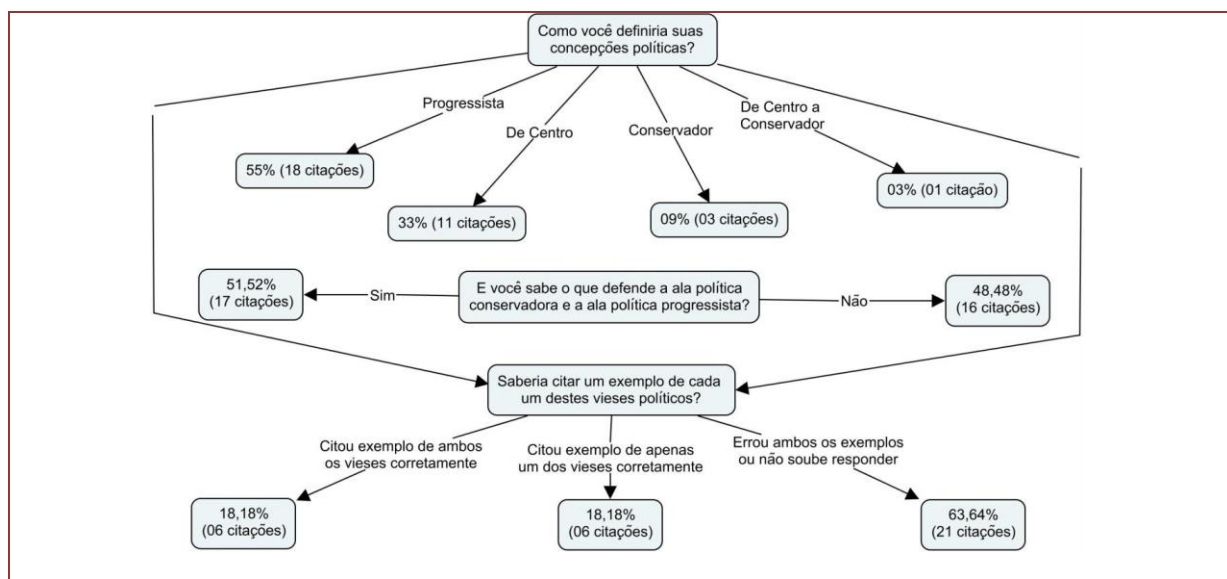 Como você definiria suas
concepções políticas?
Progressista
De Centro
Conservador
De Centro a
Conservador
55% (18 citações)
33% (11 citações)
09% (03 citações)
03% (01 citação)
51,52%
(17 citações)
Sim
E você sabe o que defende a ala política
conservadora e a ala política progressista?
Não
48,48%
(16 citações)
Saberia citar um exemplo de cada
um destes vieses políticos?
Citou exemplo de ambos
os vieses corretamente
Citou exemplo de apenas
um dos vieses corretamente
Errou ambos os exemplos
ou não soube responder
18,18%
(06 citações)
18,18%
(06 citações)
63,64%
(21 citações)